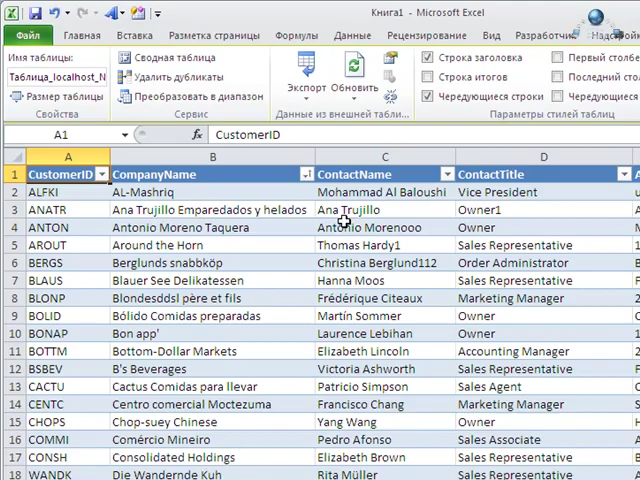 Книга1 - Microsoft Excel
Файл Главная Вставка Разметка страницы Формулы Данные Рецензирование Вид Разработчик
Имя таблицы:
Таблица_localhost_N
Размер таблицы
Свойства
Сводная таблица
Удалить дубликаты
Преобразовать в диапазон
Сервис
Экспорт Обновить
Данные из внешней таблиц
Строка заголовка
Строка итогов
Чередующиеся строки
Первый столбе
Последний стол
Чередующиеся
Параметры стилей таблиц
A1 fx CustomerID
A B C D
1 CustomerID CompanyName ContactName ContactTitle A
2 ALFKI AL-Mashriq Mohammad Al Baloushi Vice President u
3 ANATR Ana Trujillo Emparedados y helados Ana Trujillo Owner1
4 ANTON Antonio Moreno Taquera Antonio Morenooo Owner
5 AROUT Around the Horn Thomas Hardy1 Sales Representative
6 BERGS Berglunds snabbköp Christina Berglund112 Order Administrator
7 BLAUS Blauer See Delikatessen Hanna Moos Sales Representative
8 BLONP Blondesddsl père et fils Frédérique Citeaux Marketing Manager
9 BOLID Bólido Comidas preparadas Martín Sommer Owner
10 BONAP Bon app' Laurence Lebihan Owner
11 BOTTM Bottom-Dollar Markets Elizabeth Lincoln Accounting Manager
12 BSBEV B's Beverages Victoria Ashworth Sales Representative
13 CACTU Cactus Comidas para llevar Patricio Simpson Sales Agent
14 CENTC Centro comercial Moctezuma Francisco Chang Marketing Manager
15 CHOPS Chop-suey Chinese Yang Wang Owner
16 COMMI Comércio Mineiro Pedro Afonso Sales Associate
17 CONSH Consolidated Holdings Elizabeth Brown Sales Representative
18 WANDK Die Wandernde Kuh Rita Müller Sales Representative